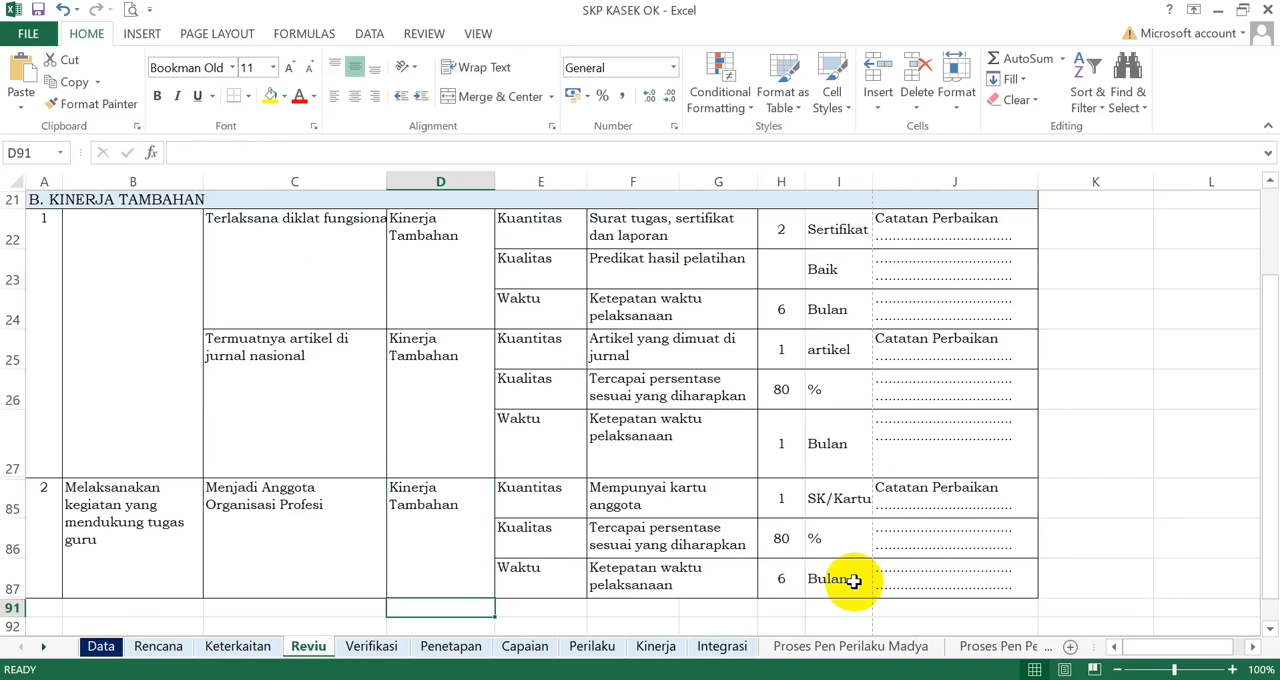 SKP KASEK OK - Excel
FILE HOME INSERT PAGE LAYOUT FORMULAS DATA REVIEW VIEW Microsoft account
Paste
Cut
Copy
Format Painter
Clipboard
Bookman Old 11
B I U
Font
Wrap Text
Merge & Center
Alignment
General
Number
Conditional Formatting
Format as Table
Cell Styles
Styles
Insert Delete Format
Cells
AutoSum
Fill
Clear
Sort & Filter
Find & Select
Editing
D91
fx
A B C D E F G H I J K L
21 B. KINERJA TAMBAHAN
22 1 Terlaksana diklat fungsiona Kinerja Tambahan Kuantitas Surat tugas, sertifikat dan laporan 2 Sertifikat Catatan Perbaikan ................................
23 Kualitas Predikat hasil pelatihan Baik ................................ ................................
24 Waktu Ketepatan waktu pelaksanaan 6 Bulan ................................ ................................
25 Termuatnya artikel di jurnal nasional Kinerja Tambahan Kuantitas Artikel yang dimuat di jurnal 1 artikel Catatan Perbaikan ................................
26 Kualitas Tercapai persentase sesuai yang diharapkan 80 % ................................ ................................
27 Waktu Ketepatan waktu pelaksanaan 1 Bulan ................................ ................................
85 2 Melaksanakan kegiatan yang mendukung tugas guru Menjadi Anggota Organisasi Profesi Kinerja Tambahan Kuantitas Mempunyai kartu anggota 1 SK/Kartu Catatan Perbaikan ................................
86 Kualitas Tercapai persentase sesuai yang diharapkan 80 % ................................ ................................
87 Waktu Ketepatan waktu pelaksanaan 6 Bulan ................................ ................................
91
92
Data Rencana Keterkaitan Reviu Verifikasi Penetapan Capaian Perilaku Kinerja Integrasi Proses Pen Perilaku Madya Proses Pen Pe ...
READY 100%